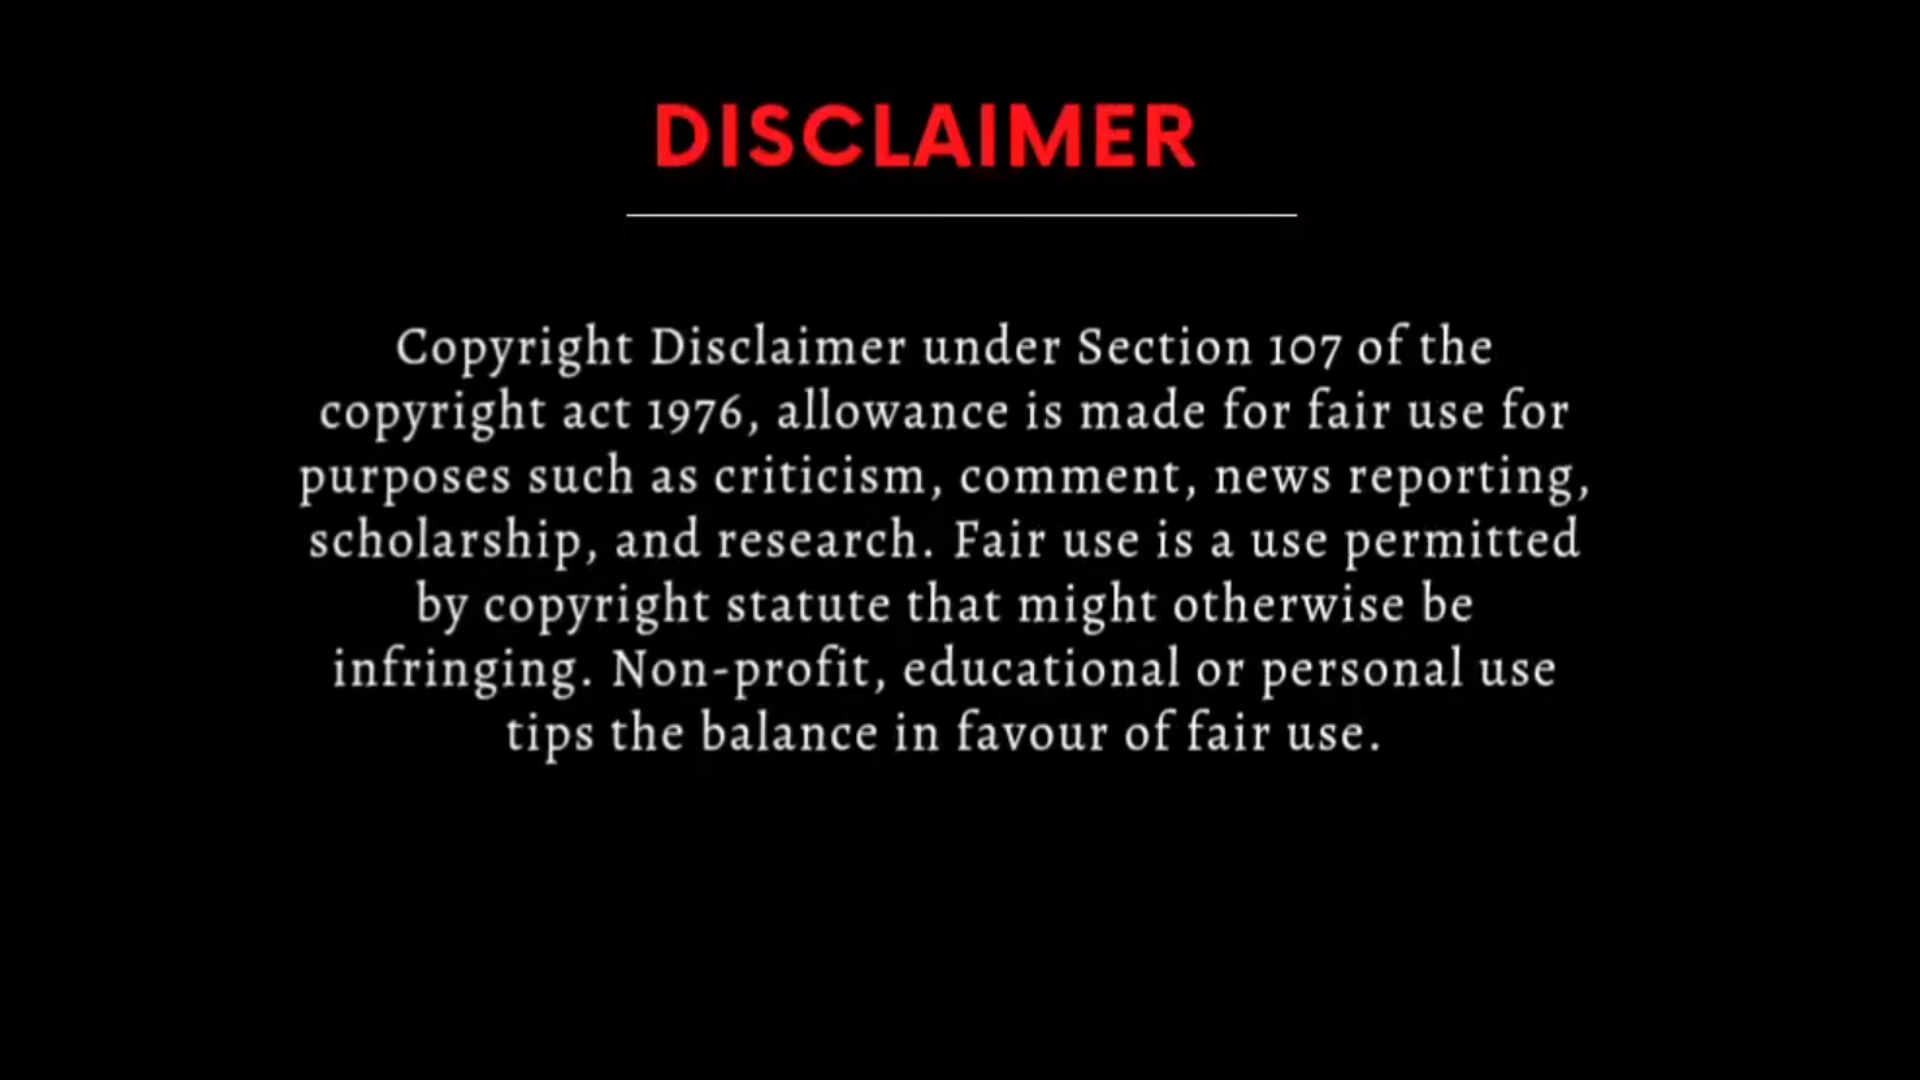 DISCLAIMER
Copyright Disclaimer under Section 107 of the
copyright act 1976, allowance is made for fair use for
purposes such as criticism, comment, news reporting,
scholarship, and research. Fair use is a use permitted
by copyright statute that might otherwise be
infringing. Non-profit, educational or personal use
tips the balance in favour of fair use.